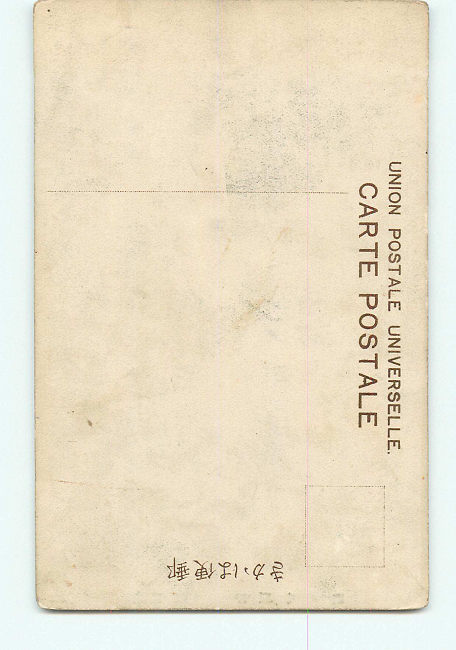 UNION POSTALE UNIVERSELLE.
CARTE POSTALE
郵便はかき